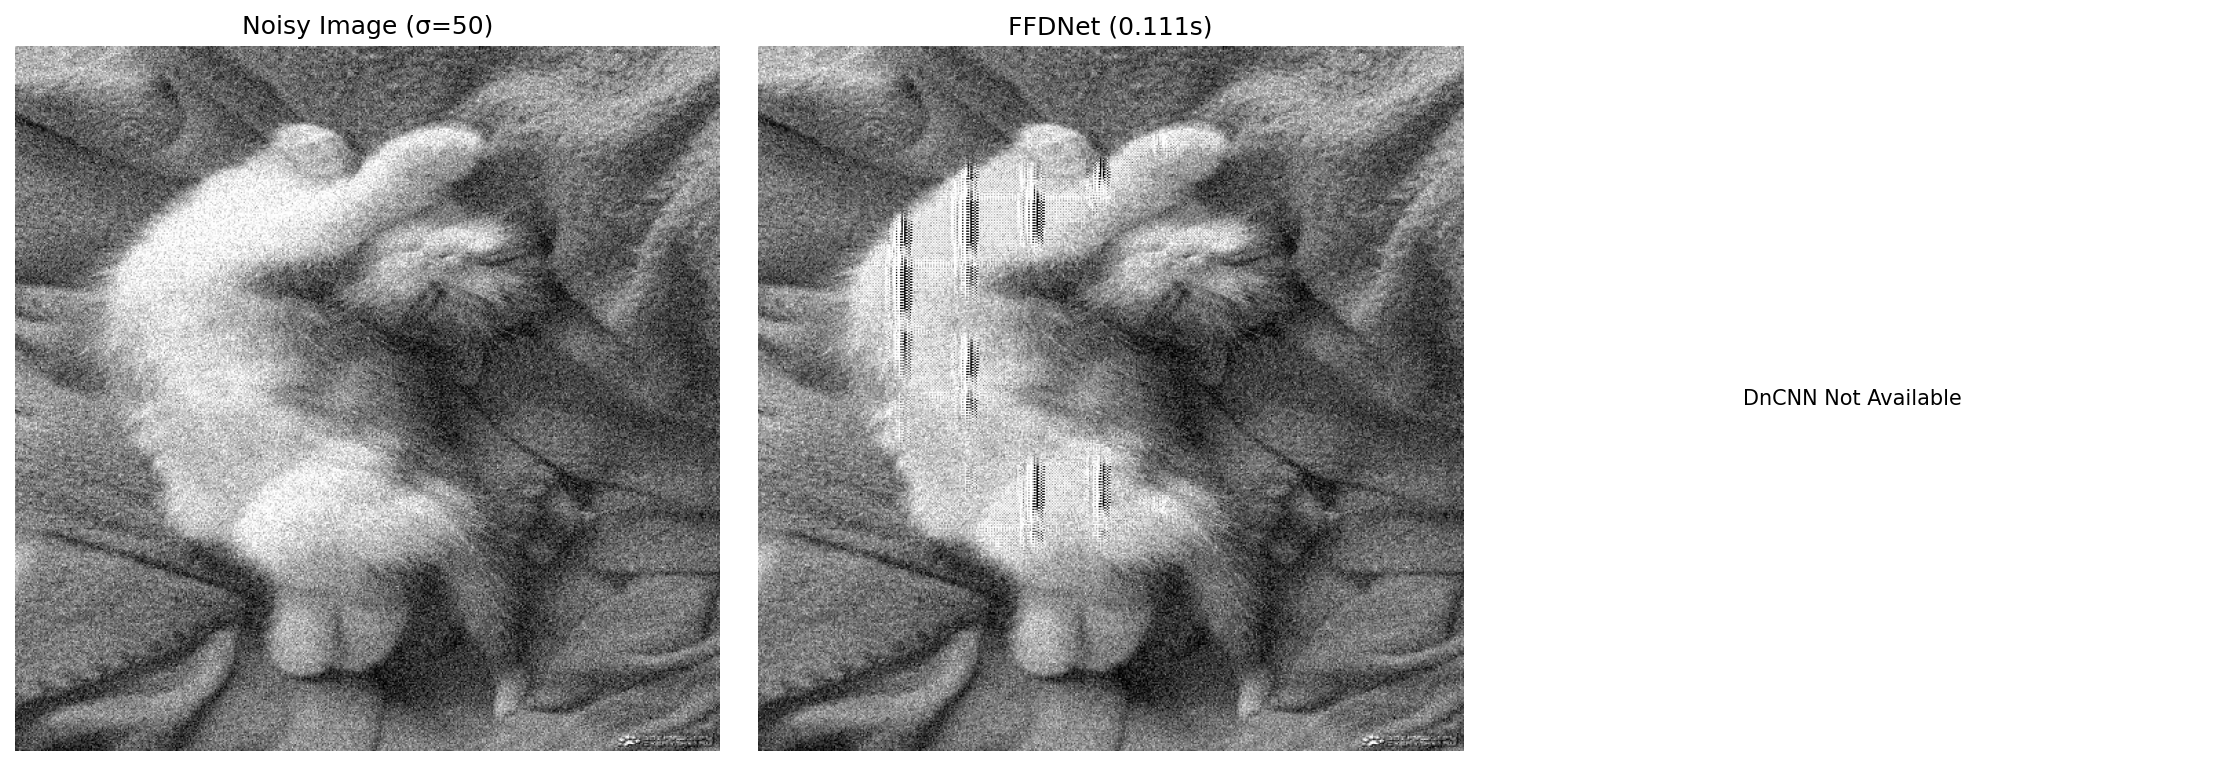 Noisy Image (σ=50)
FFDNet (0.111s)
DnCNN Not Available